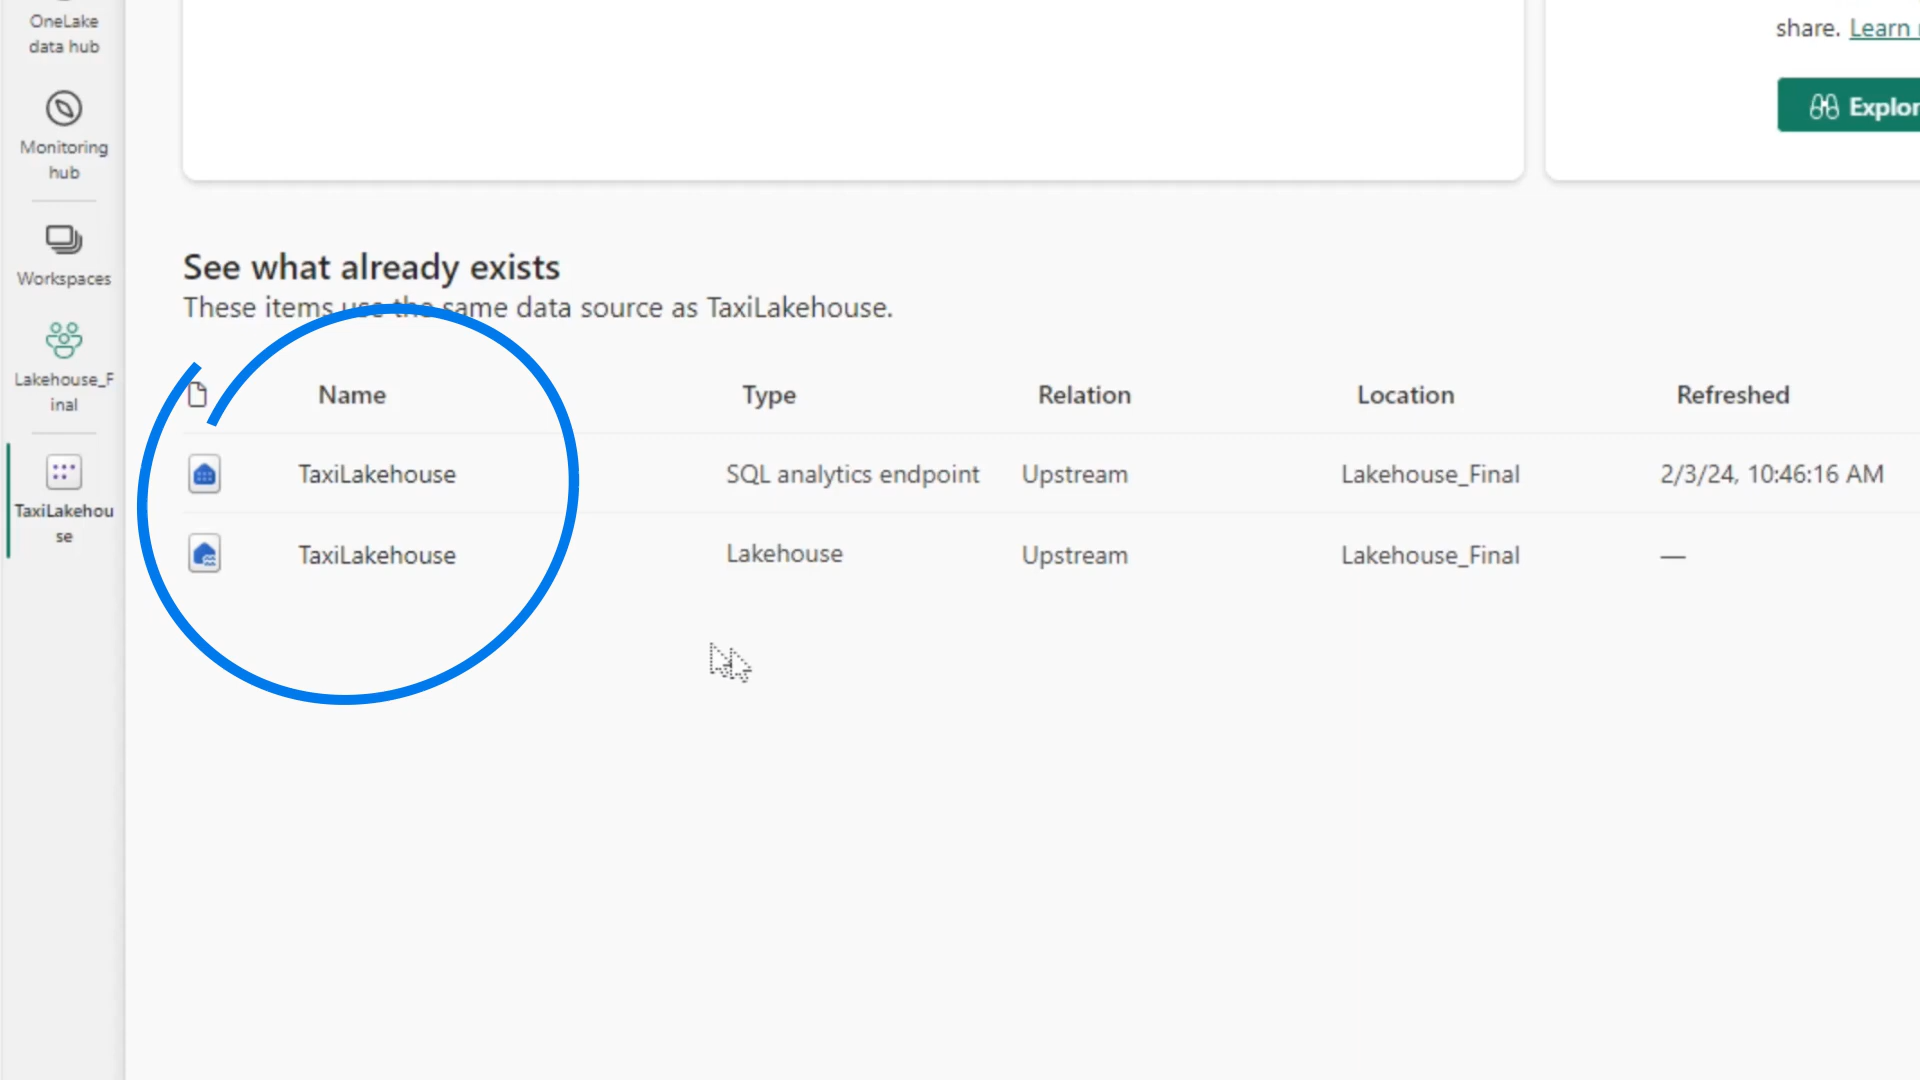 OneLake
data hub
Monitoring
hub
Workspaces
Lakehouse_F
inal
TaxiLakehou
se
share. Learn
Explor
See what already exists
These items use the same data source as TaxiLakehouse.
Name Type Relation Location Refreshed
TaxiLakehouse SQL analytics endpoint Upstream Lakehouse_Final 2/3/24, 10:46:16 AM
TaxiLakehouse Lakehouse Upstream Lakehouse_Final —